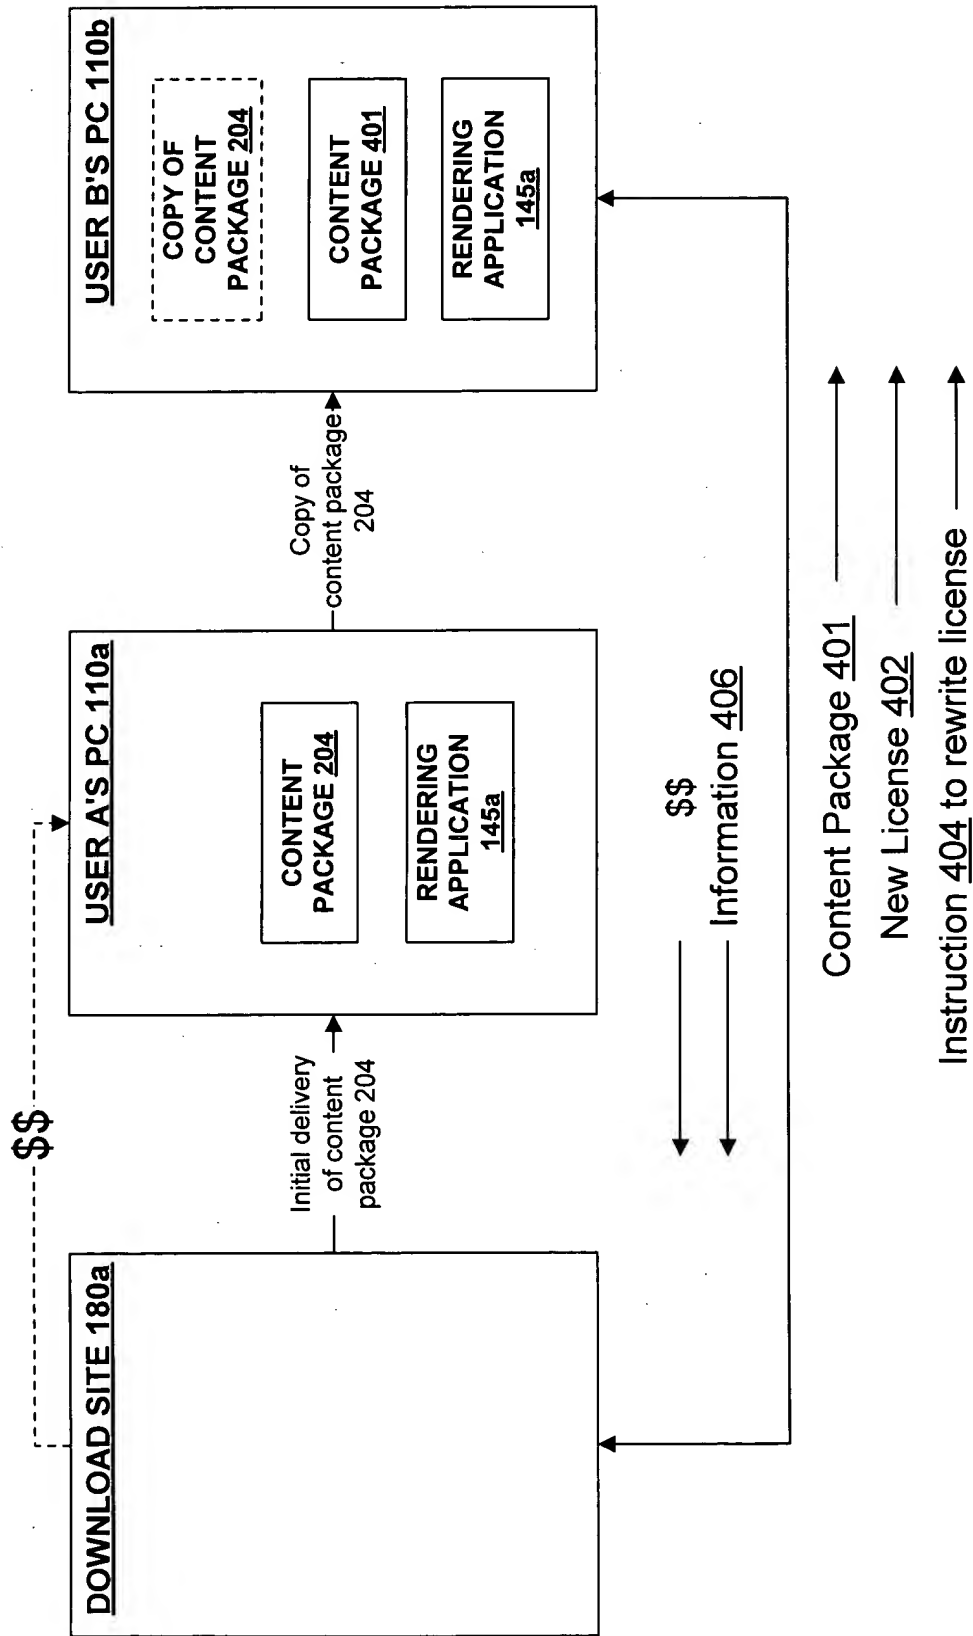 $$
DOWNLOAD SITE 180a
Initial delivery
of content
package 204
USER A'S PC 110a
CONTENT
PACKAGE 204
RENDERING
APPLICATION
145a
Copy of
content package
204
USER B'S PC 110b
COPY OF
CONTENT
PACKAGE 204
CONTENT
PACKAGE 401
RENDERING
APPLICATION
145a
$$
Information 406
Content Package 401
New License 402
Instruction 404 to rewrite license